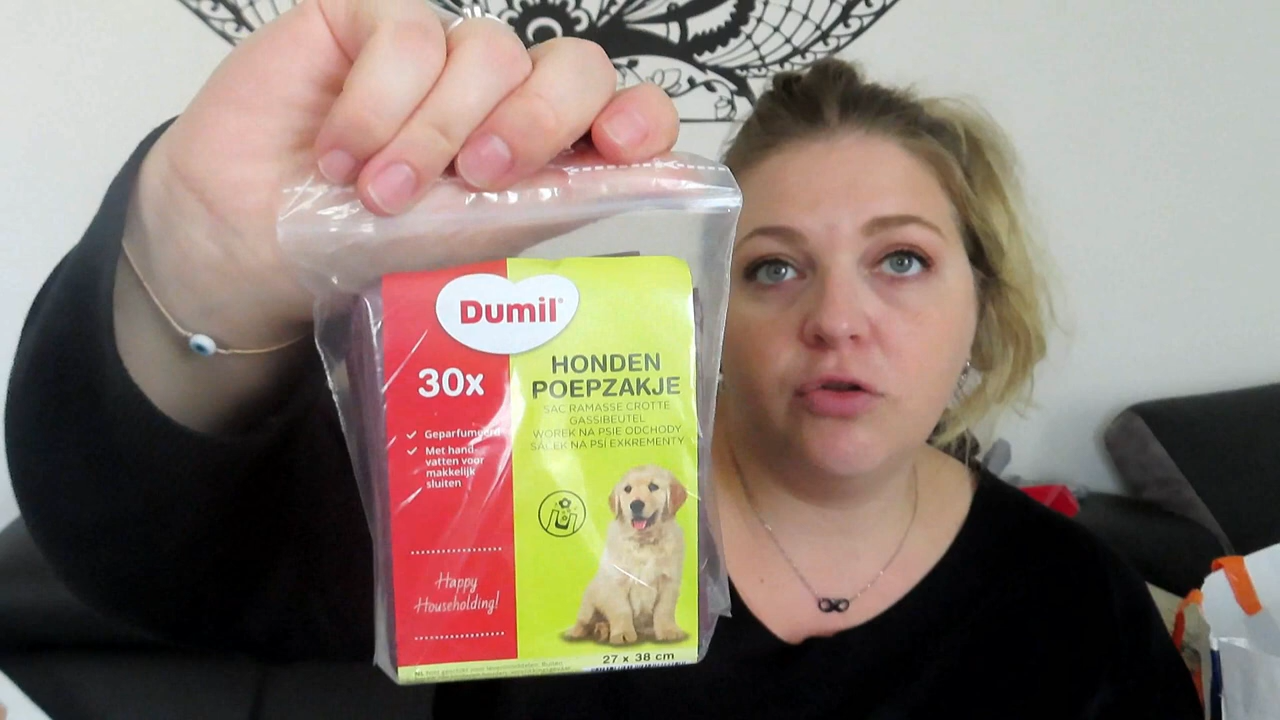 Dumil®
30x
Geparfumeerd
Met hand-
vatten voor
makkelijk
sluiten
Happy
Householding!
HONDEN
POEPZAKJE
SAC RAMASSE CROTTE
GASSIBEUTEL
WOREK NA PSIE ODCHODY
SÁČEK NA PSÍ EXKREMENTY
27 x 38 cm
NL